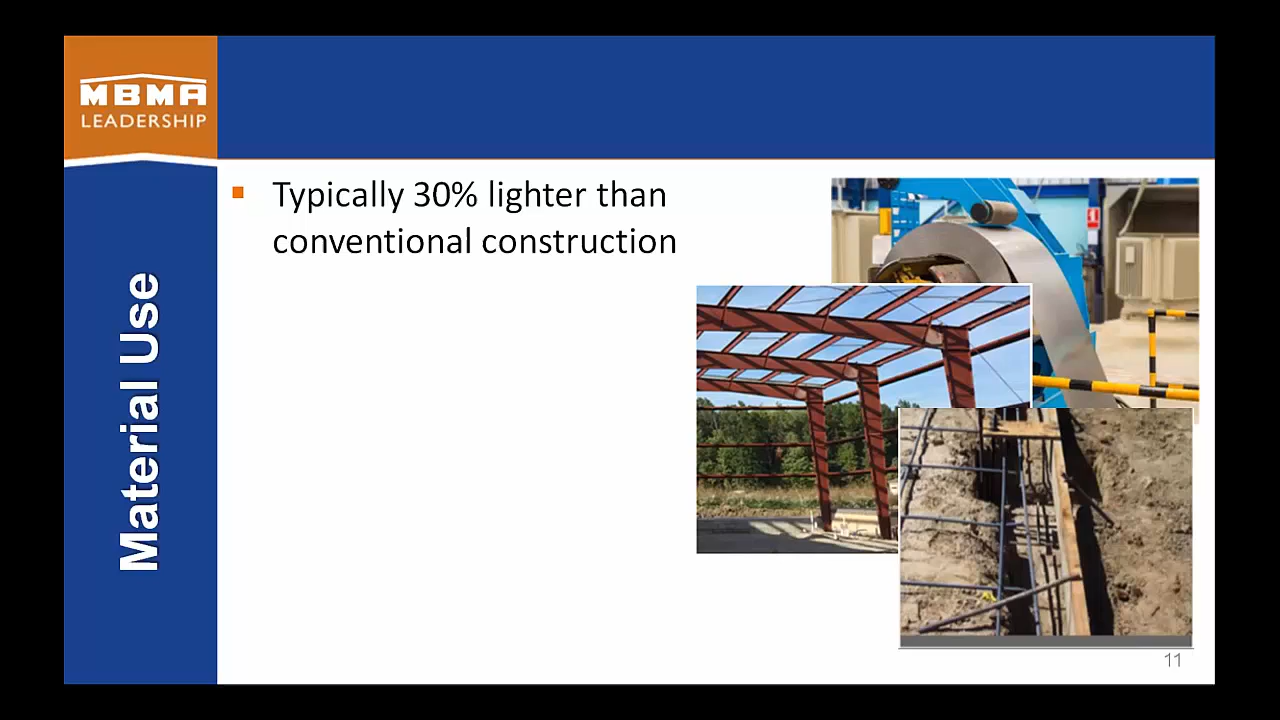 MBMA
LEADERSHIP
Material Use
Typically 30% lighter than
conventional construction
11